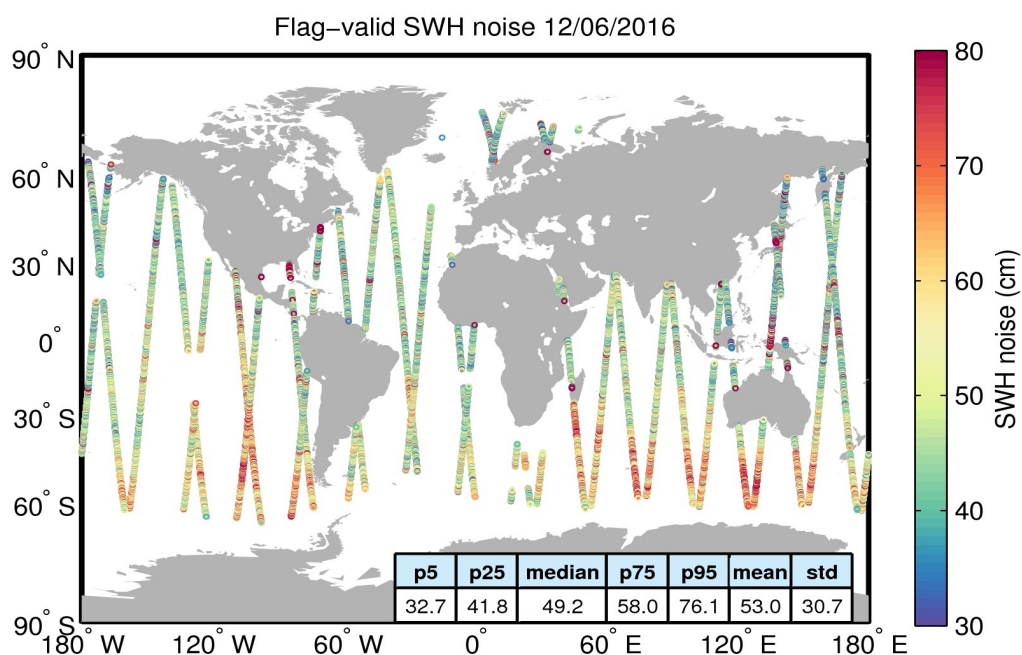 Flag−valid SWH noise 12/06/2016
90° N
60° N
30° N
0°
30° S
60° S
90° S
180° W
120° W
60° W
0°
60° E
120° E
180° E
p5 p25 median p75 p95 mean std
32.7 41.8 49.2 58.0 76.1 53.0 30.7
80
70
60
50
40
30
SWH noise (cm)